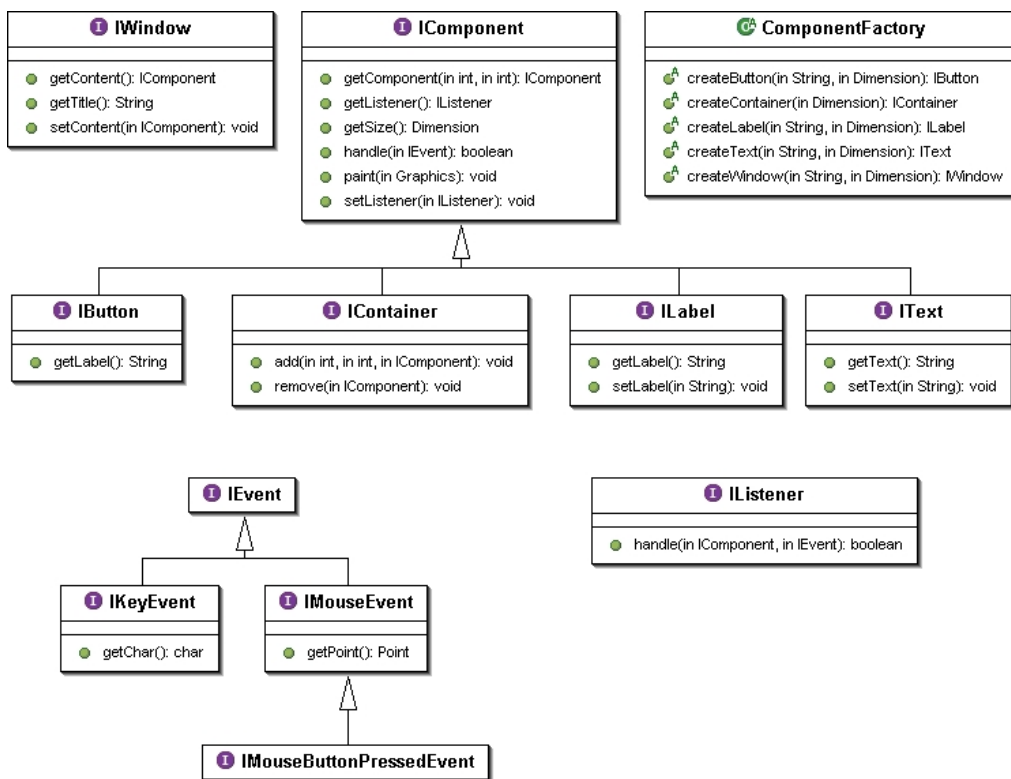 IWindow
getContent(): IComponent
getTitle(): String
setContent(in IComponent): void
IComponent
getComponent(in int, in int): IComponent
getListener(): IListener
getSize(): Dimension
handle(in IEvent): boolean
paint(in Graphics): void
setListener(in IListener): void
ComponentFactory
createButton(in String, in Dimension): IButton
createContainer(in Dimension): IContainer
createLabel(in String, in Dimension): ILabel
createText(in String, in Dimension): IText
createWindow(in String, in Dimension): IWindow
IButton
getLabel(): String
IContainer
add(in int, in int, in IComponent): void
remove(in IComponent): void
ILabel
getLabel(): String
setLabel(in String): void
IText
getText(): String
setText(in String): void
IEvent
IListener
handle(in IComponent, in IEvent): boolean
IKeyEvent
getChar(): char
IMouseEvent
getPoint(): Point
IMouseButtonPressedEvent